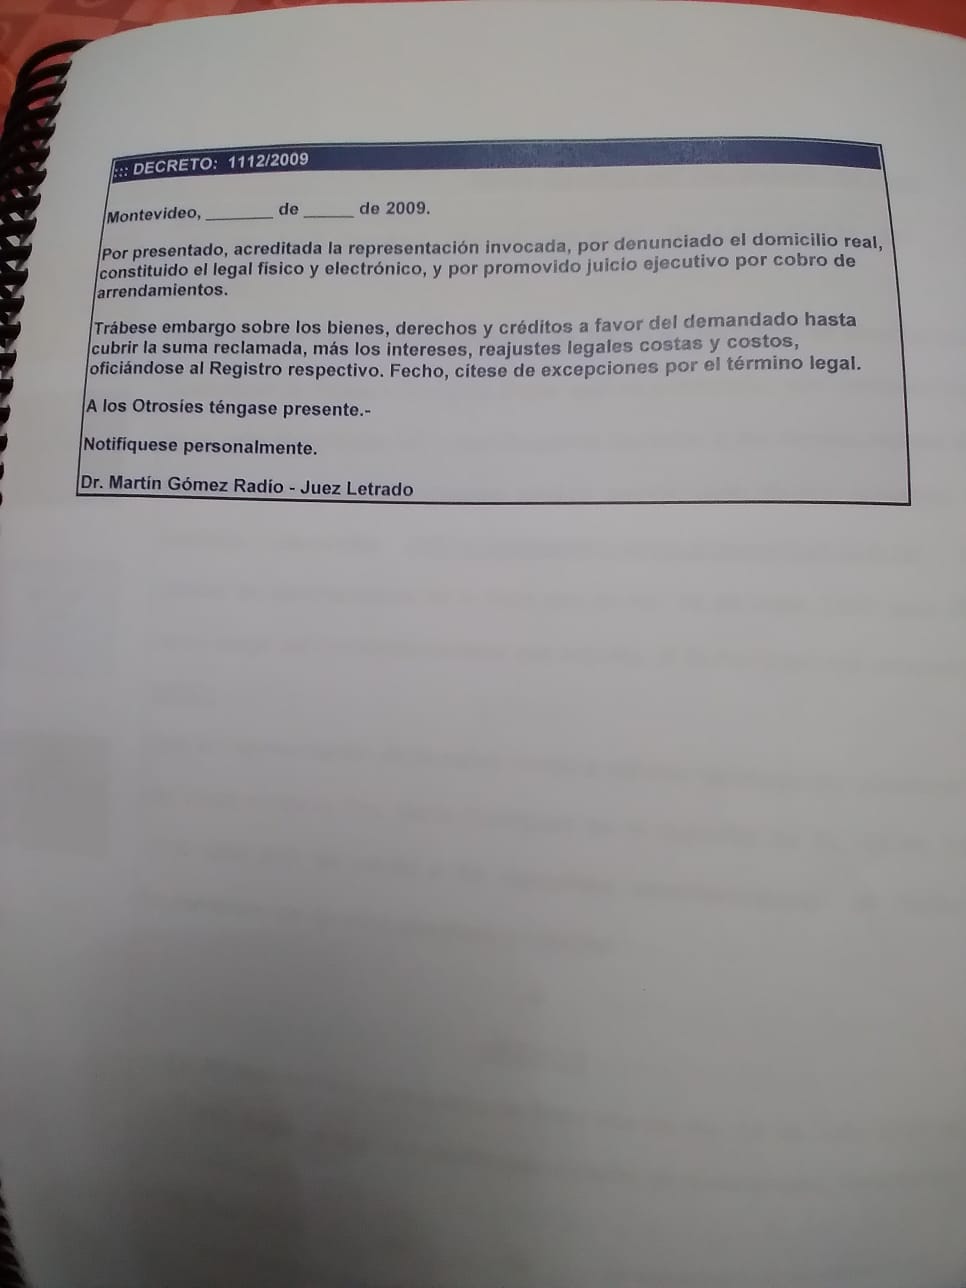 ::: DECRETO: 1112/2009
Montevideo, _______ de _____ de 2009.
Por presentado, acreditada la representación invocada, por denunciado el domicilio real,
constituido el legal físico y electrónico, y por promovido juicio ejecutivo por cobro de
arrendamientos.
Trábese embargo sobre los bienes, derechos y créditos a favor del demandado hasta
cubrir la suma reclamada, más los intereses, reajustes legales costas y costos,
oficiándose al Registro respectivo. Fecho, cítese de excepciones por el término legal.
A los Otrosíes téngase presente.-
Notifíquese personalmente.
Dr. Martín Gómez Radío - Juez Letrado